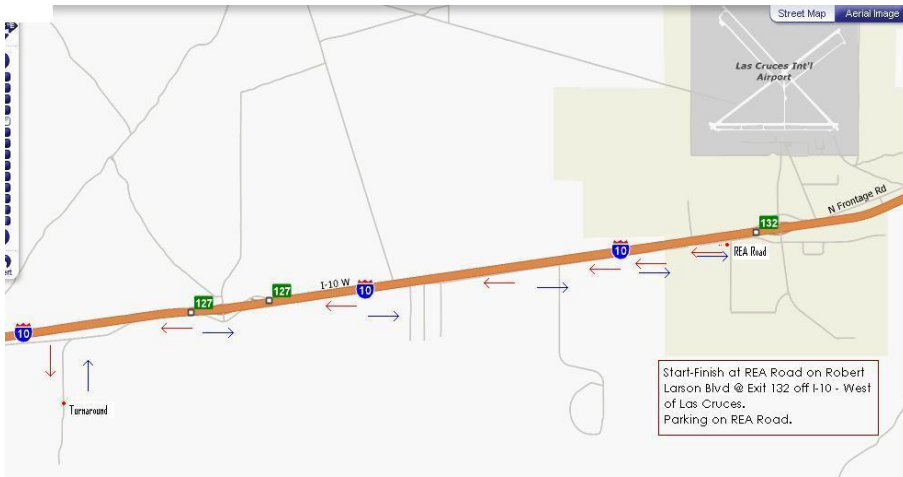 Street Map
Aerial Image
Las Cruces Int'l
Airport
N Frontage Rd
132
REA Road
10
127
I-10 W
10
127
10
Turnaround
Start-Finish at REA Road on Robert
Larson Blvd @ Exit 132 off I-10 - West
of Las Cruces.
Parking on REA Road.